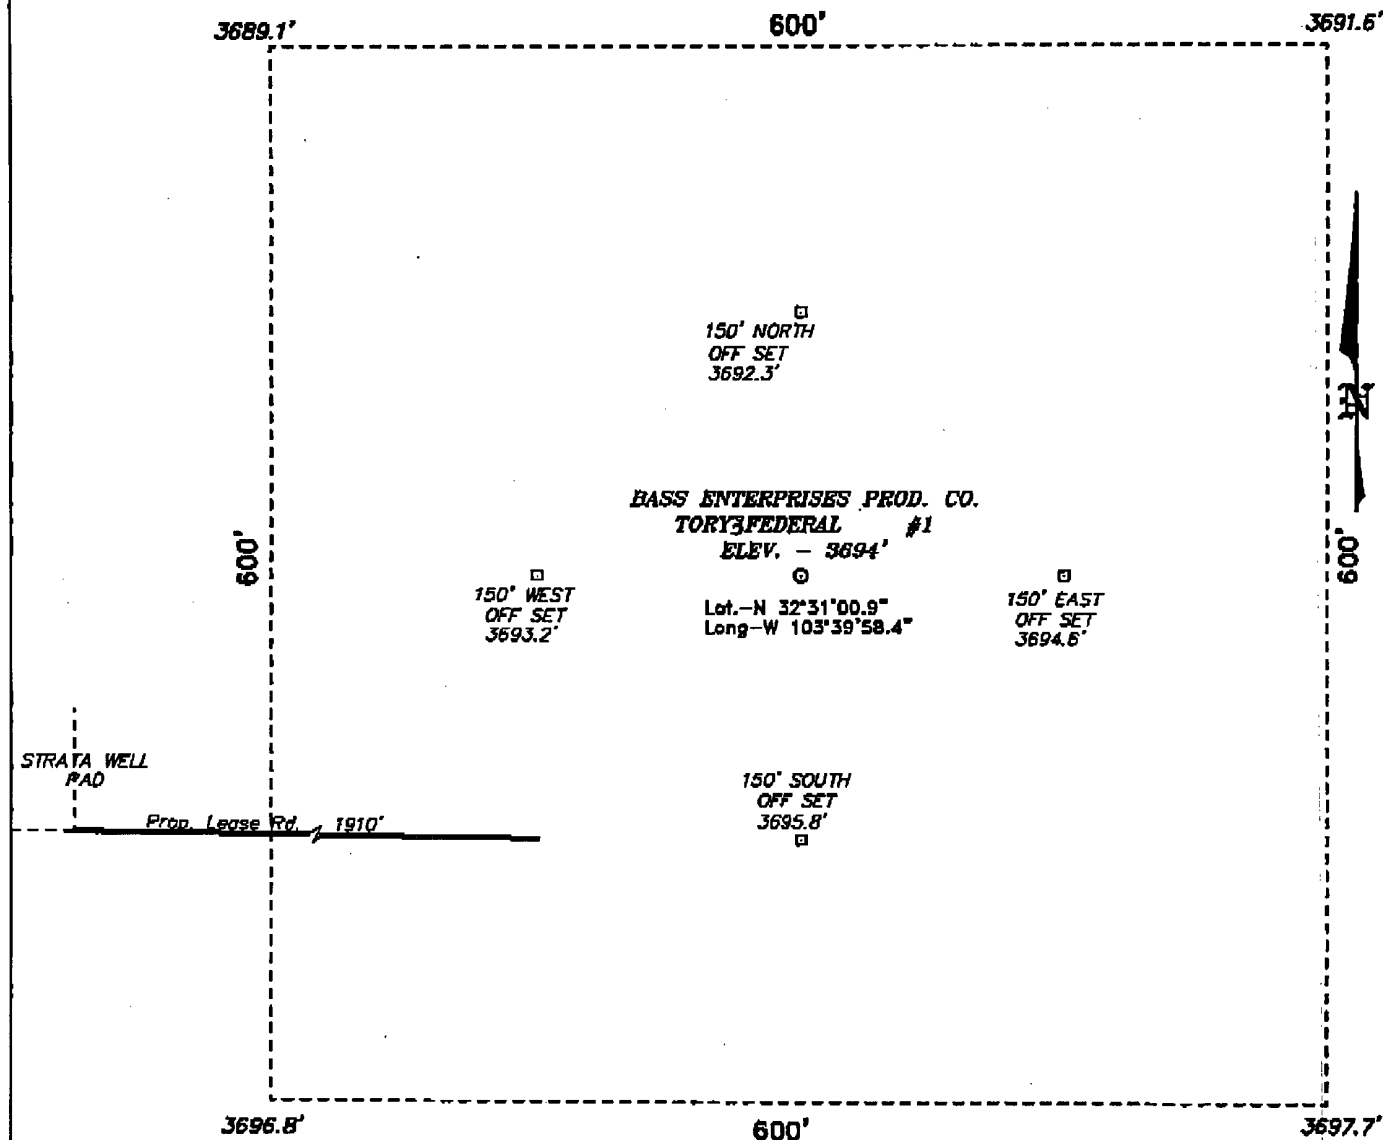 3689.1' 600' 3691.6'
150' NORTH
OFF SET
3692.3'
N
BASS ENTERPRISES PROD. CO.
TORY 3 FEDERAL #1
ELEV. - 3694'
600'
600'
150' WEST
OFF SET
3693.2'
Lat.-N 32°31'00.9"
Long-W 103°39'58.4"
150' EAST
OFF SET
3694.6'
STRATA WELL
PAD
150' SOUTH
OFF SET
3695.8'
Prop. Lease Rd. 1910'
3696.8' 600' 3697.7'